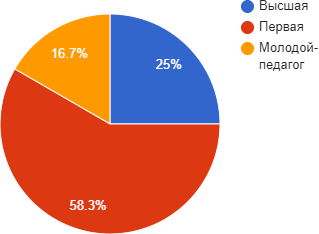 Высшая
Первая
Молодой-
педагог
16.7%
25%
58.3%